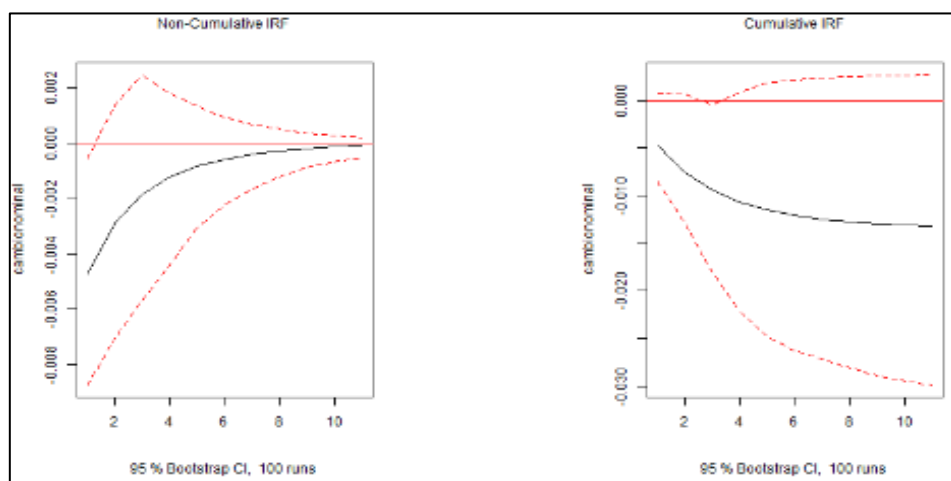 Non-Cumulative IRF
cambionominal
0.002
0.000
-0.002
-0.004
-0.006
-0.008
2 4 6 8 10
95 % Bootstrap CI, 100 runs
Cumulative IRF
cambionominal
0.000
-0.010
-0.020
-0.030
2 4 6 8 10
95 % Bootstrap CI, 100 runs